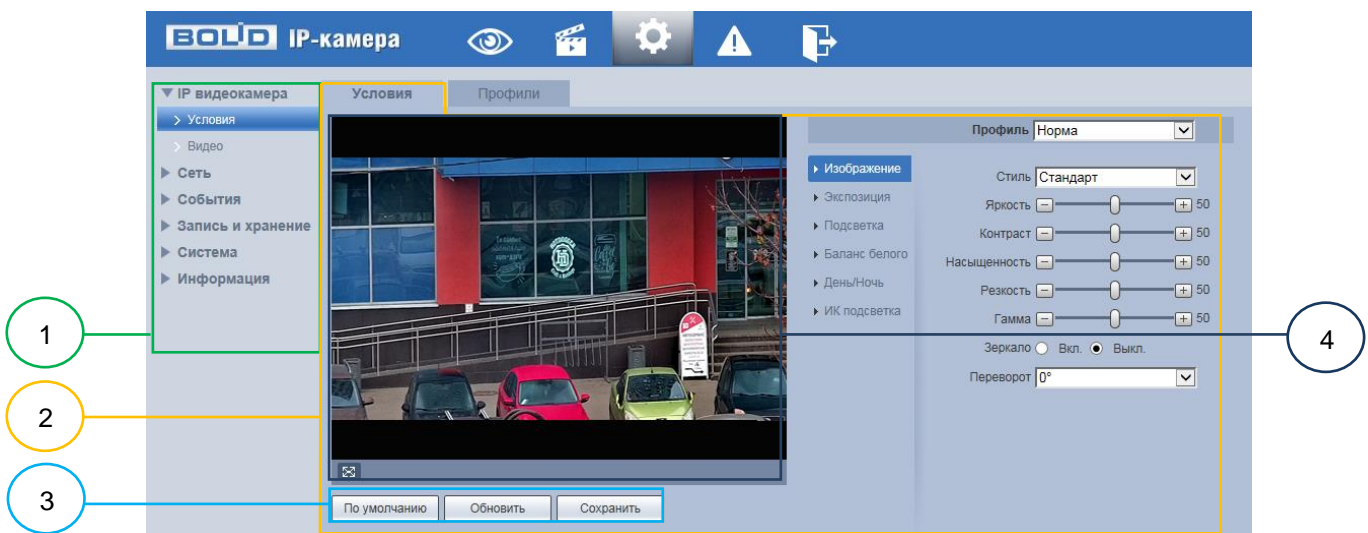 BOLID IP-камера
IP видеокамера
Условия
Видео
Сеть
События
Запись и хранение
Система
Информация
Условия
Профили
Профиль Норма
Изображение
Экспозиция
Подсветка
Баланс белого
День/Ночь
ИК подсветка
Стиль Стандарт
Яркость 50
Контраст 50
Насыщенность 50
Резкость 50
Гамма 50
Зеркало Вкл. Выкл.
Переворот 0°
По умолчанию
Обновить
Сохранить
1
2
3
4